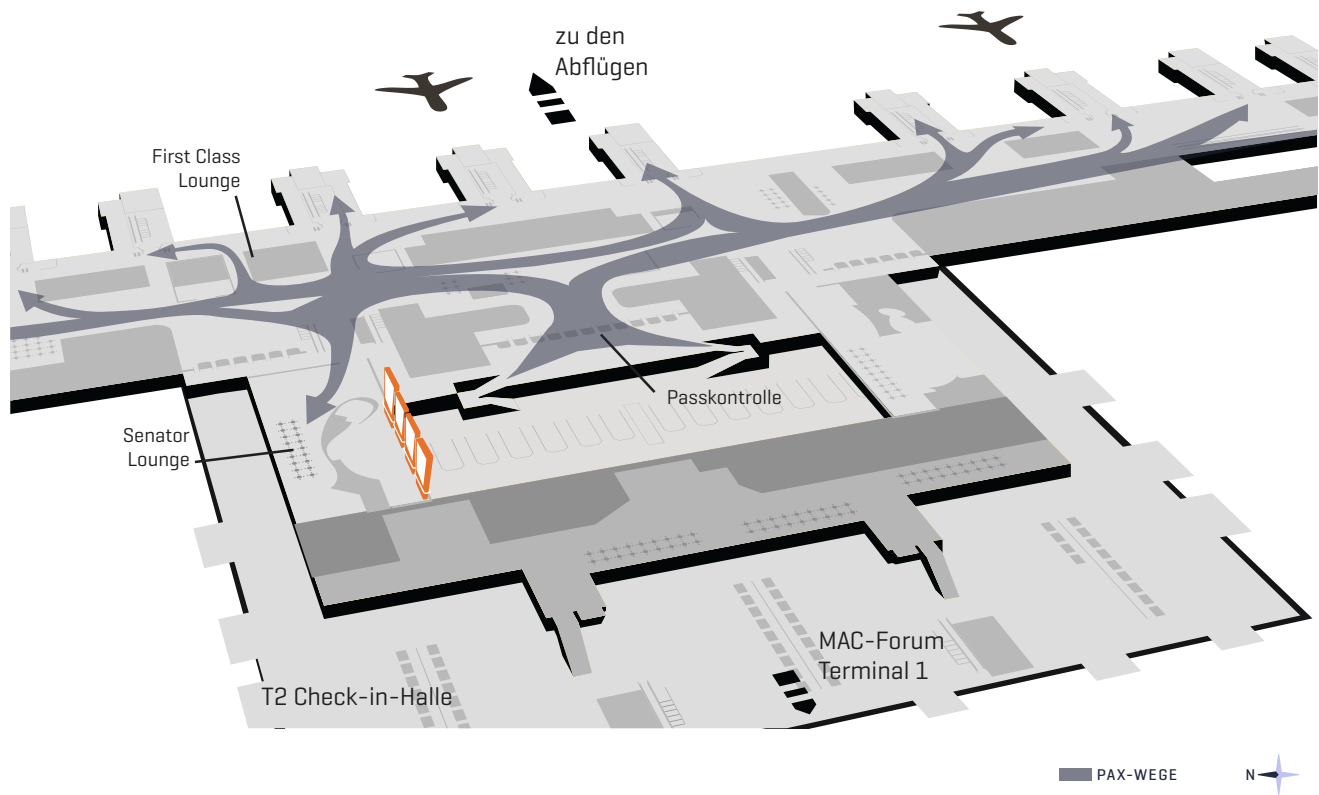 zu den
Abflügen
First Class
Lounge
Passkontrolle
Senator
Lounge
MAC-Forum
Terminal 1
T2 Check-in-Halle
PAX-WEGE
N